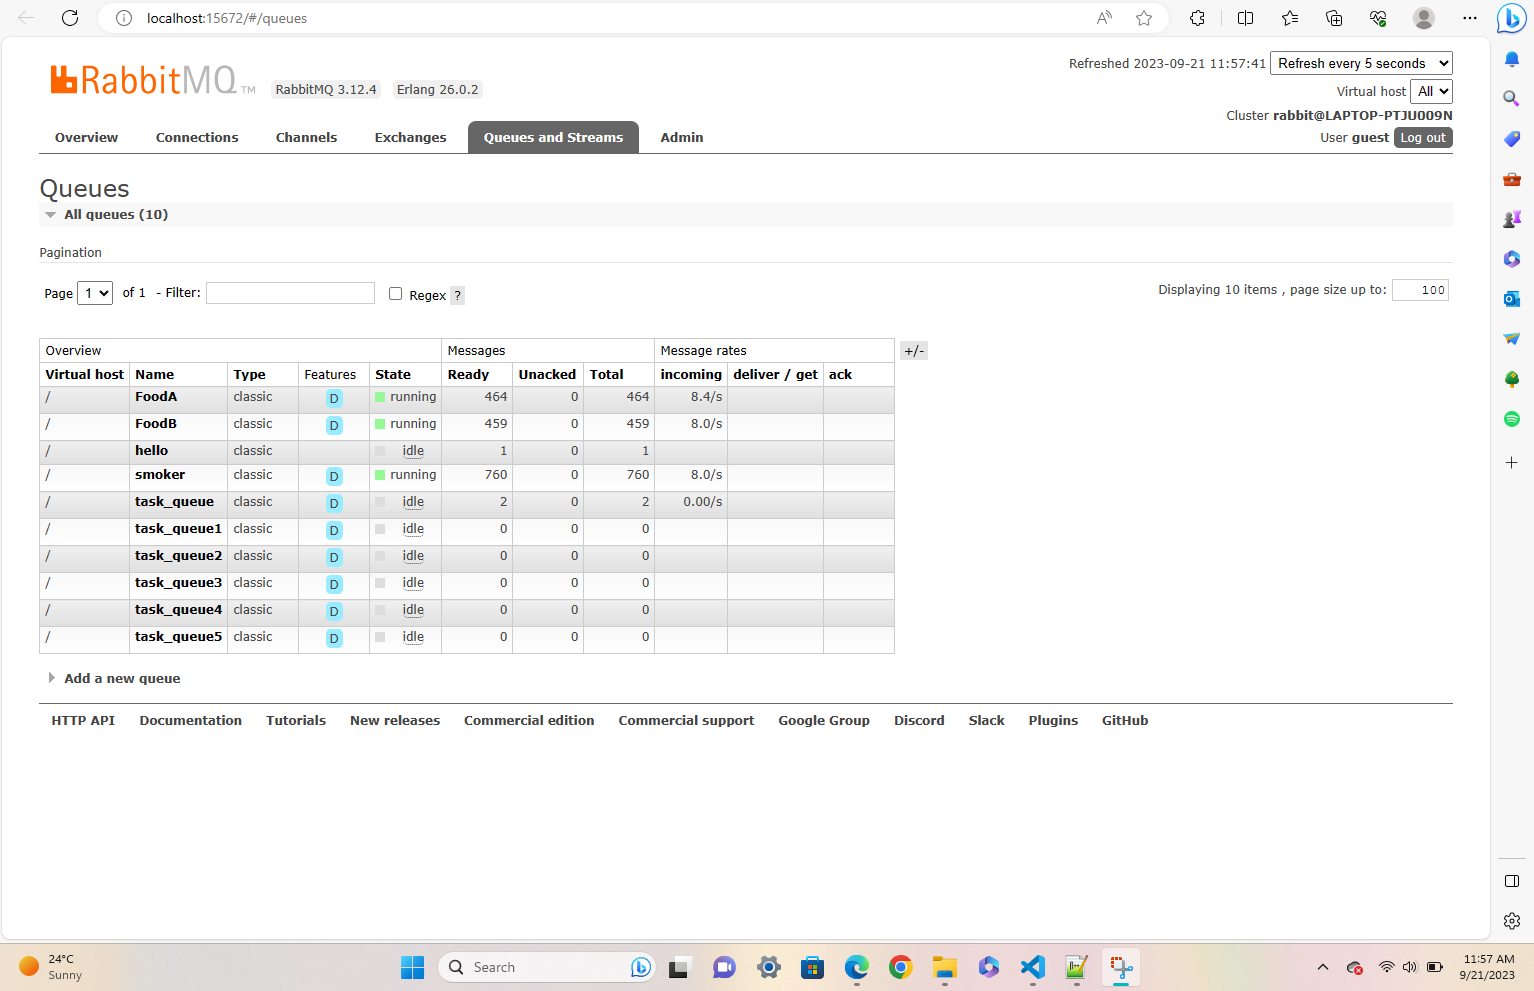 localhost:15672/#/queues
RabbitMQ TM RabbitMQ 3.12.4 Erlang 26.0.2
Refreshed 2023-09-21 11:57:41 Refresh every 5 seconds
Virtual host All
Cluster rabbit@LAPTOP-PTJU009N
User guest Log out
Overview Connections Channels Exchanges Queues and Streams Admin
Queues
All queues (10)
Pagination
Page 1 of 1 - Filter: Regex ?
Displaying 10 items , page size up to: 100
Overview Messages Message rates +/-
Virtual host Name Type Features State Ready Unacked Total incoming deliver / get ack
/ FoodA classic D running 464 0 464 8.4/s
/ FoodB classic D running 459 0 459 8.0/s
/ hello classic idle 1 0 1
/ smoker classic D running 760 0 760 8.0/s
/ task_queue classic D idle 2 0 2 0.00/s
/ task_queue1 classic D idle 0 0 0
/ task_queue2 classic D idle 0 0 0
/ task_queue3 classic D idle 0 0 0
/ task_queue4 classic D idle 0 0 0
/ task_queue5 classic D idle 0 0 0
Add a new queue
HTTP API Documentation Tutorials New releases Commercial edition Commercial support Google Group Discord Slack Plugins GitHub
24°C
Sunny
Search
11:57 AM
9/21/2023